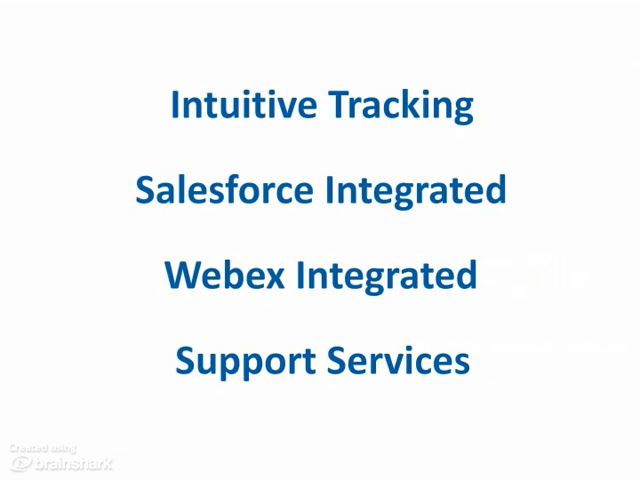 Intuitive Tracking
Salesforce Integrated
Webex Integrated
Support Services
Created using
brainshark